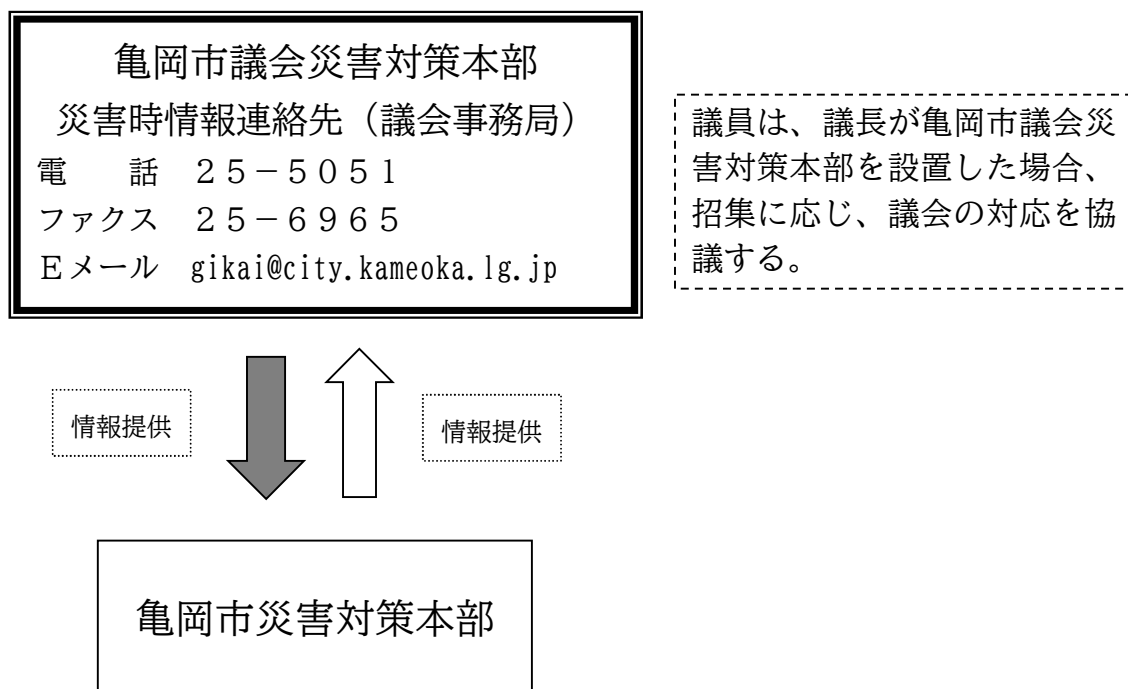 亀岡市議会災害対策本部
災害時情報連絡先（議会事務局）
電　　話　２５－５０５１
ファクス　２５－６９６５
Ｅメール　gikai@city.kameoka.lg.jp
議員は、議長が亀岡市議会災
害対策本部を設置した場合、
招集に応じ、議会の対応を協
議する。
情報提供
情報提供
亀岡市災害対策本部